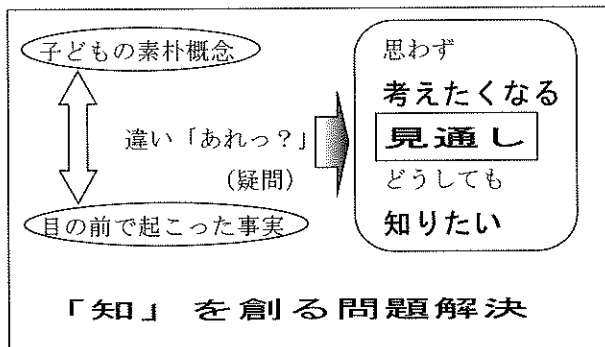 子どもの素朴概念
違い「あれっ？」
（疑問）
目の前で起こった事実
思わず
考えたくなる
見通し
どうしても
知りたい
「知」を創る問題解決